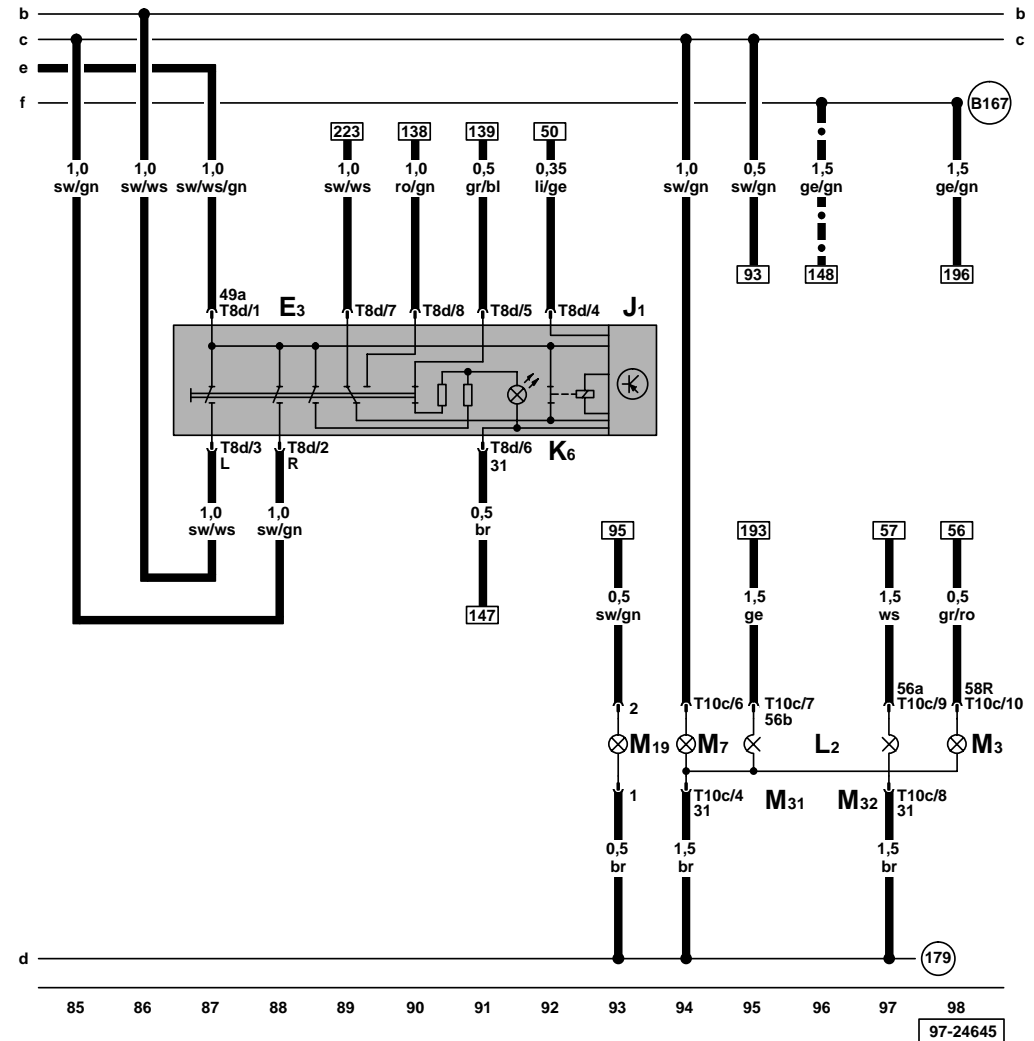 b b
c c
e
f B167
223 138 139 50
1,0 1,0 1,0 1,0 1,0 0,5 0,35 1,0 0,5 1,5 1,5
sw/gn sw/ws sw/ws/gn sw/ws ro/gn gr/bl li/ge sw/gn sw/gn ge/gn ge/gn
93 148 196
49a
T8d/1 E3 T8d/7 T8d/8 T8d/5 T8d/4 J1
T8d/3 T8d/2 T8d/6 K6
L R 31
1,0 1,0 0,5
sw/ws sw/gn br
95 193 57 56
0,5 1,5 1,5 0,5
sw/gn ge ws gr/ro
147
56a 58R
2 T10c/6 T10c/7 T10c/9 T10c/10
56b
M19 M7 L2 M3
1 T10c/4 M31 M32 T10c/8
31 31
0,5 1,5 1,5
br br br
d 179
85 86 87 88 89 90 91 92 93 94 95 96 97 98
97-24645